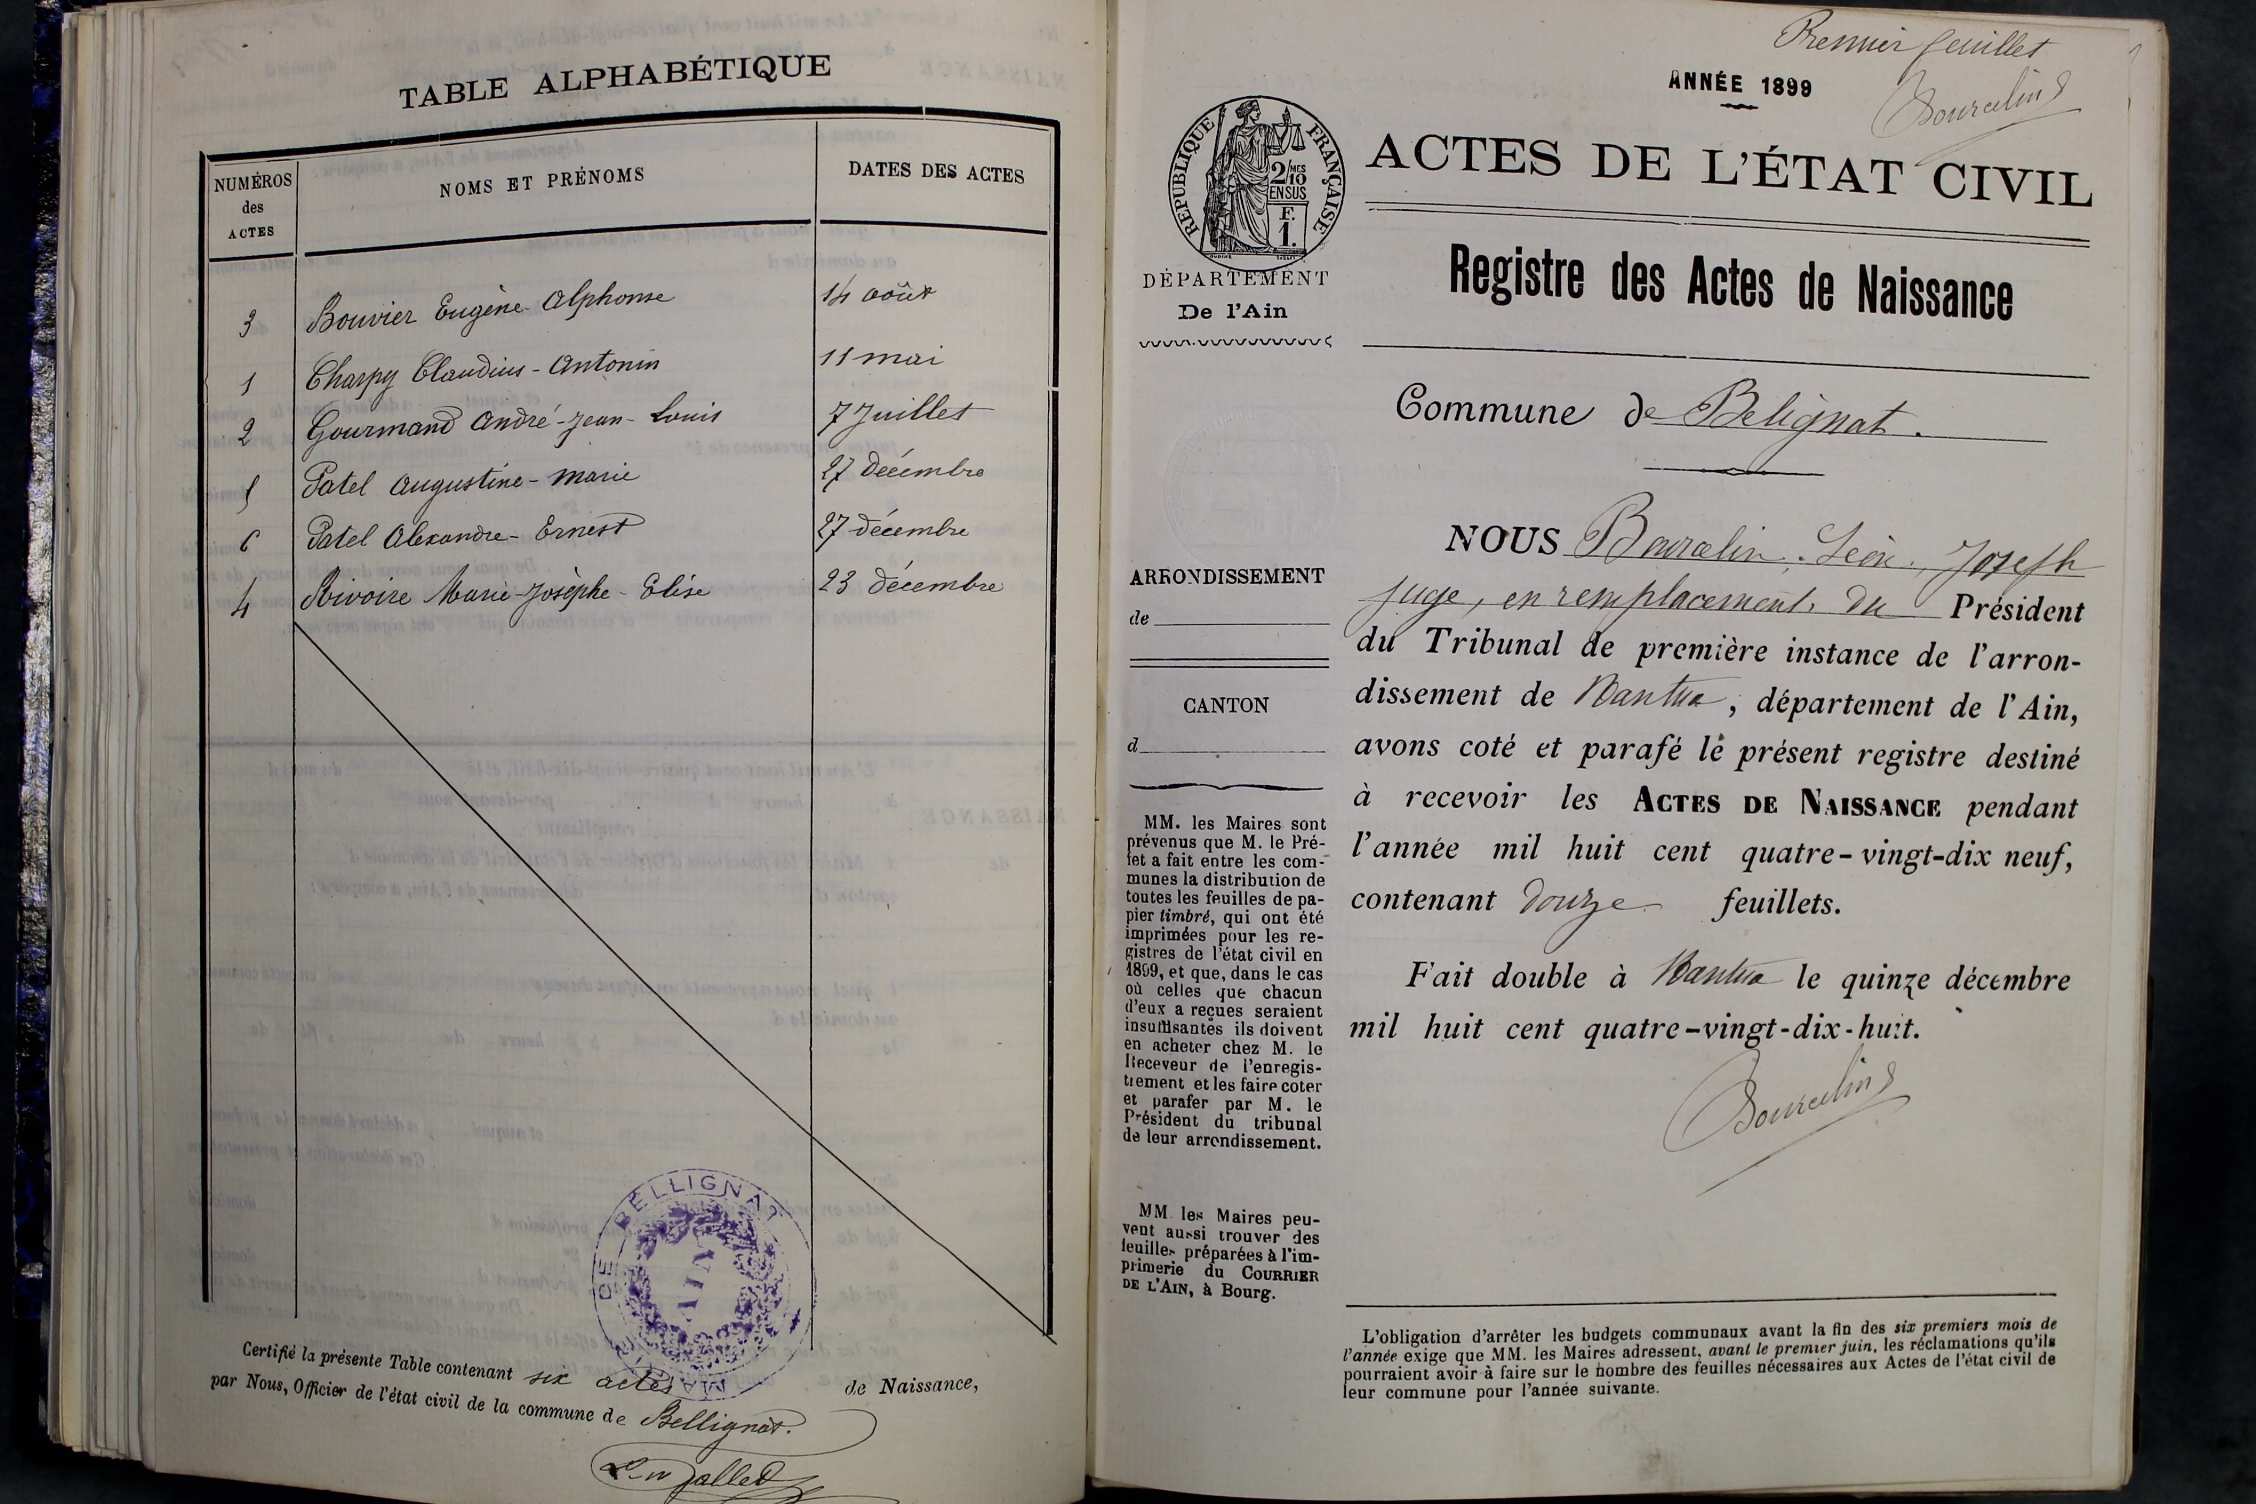 TABLE ALPHABÉTIQUE
NUMÉROS des ACTES
NOMS ET PRÉNOMS
DATES DES ACTES
3 Bouvier Eugène-Alphonse 14 août
1 Charpy Claudius-Antonin 11 mai
2 Gourmand André-Jean-Louis 7 Juillet
5 Patel Augustine-Marie 27 décembre
6 Patel Alexandre-Ernest 27 décembre
4 Rivoire Marie-Josèphe-Elise 23 décembre
MAIRIE DE BELLIGNAT
AIN
Certifié la présente Table contenant six actes de Naissance,
par Nous, Officier de l'état civil de la commune de Bellignat.
Premier feuillet
ANNÉE 1899
Bourcelin
RÉPUBLIQUE FRANÇAISE
2/10 MES
EN SUS
F.
1.
ACTES DE L'ÉTAT CIVIL
DÉPARTEMENT
De l'Ain
Registre des Actes de Naissance
Commune de Belignat.
ARRONDISSEMENT
de
CANTON
d
MM. les Maires sont
prévenus que M. le Pré-
fet a fait entre les com-
munes la distribution de
toutes les feuilles de pa-
pier timbré, qui ont été
imprimées pour les re-
gistres de l'état civil en
1899, et que, dans le cas
où celles que chacun
d'eux a reçues seraient
insuffisantes ils doivent
en acheter chez M. le
Receveur de l'enregis-
trement et les faire coter
et parafer par M. le
Président du tribunal
de leur arrondissement.
MM. les Maires peu-
vent aussi trouver des
feuilles préparées à l'im-
primerie du COURRIER
DE L'AIN, à Bourg.
NOUS Bourcelin, Léon, Joseph
juge, en remplacement du Président
du Tribunal de première instance de l'arron-
dissement de Nantua, département de l'Ain,
avons coté et parafé le présent registre destiné
à recevoir les ACTES DE NAISSANCE pendant
l'année mil huit cent quatre-vingt-dix neuf,
contenant douze feuillets.
Fait double à Nantua le quinze décembre
mil huit cent quatre-vingt-dix-huit.
Bourcelin
L'obligation d'arrêter les budgets communaux avant la fin des six premiers mois de
l'année exige que MM. les Maires adressent, avant le premier juin, les réclamations qu'ils
pourraient avoir à faire sur le nombre des feuilles nécessaires aux Actes de l'état civil de
leur commune pour l'année suivante.